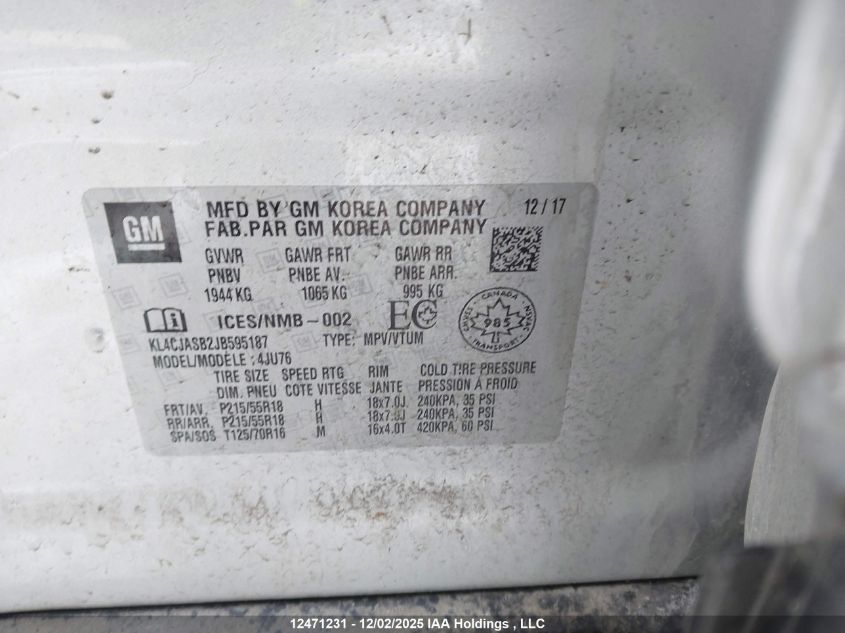 GM
MFD BY GM KOREA COMPANY 12/17
FAB.PAR GM KOREA COMPANY
GVWR GAWR FRT GAWR RR
PNBV PNBE AV. PNBE ARR.
1944 KG 1065 KG 995 KG
ICES/NMB-002 EC
CANADA
985
TRANSPORT
KL4CJASB2JB595187 TYPE: MPV/VTUM
MODEL/MODÈLE: 4JU76
TIRE SIZE SPEED RTG RIM COLD TIRE PRESSURE
DIM. PNEU COTE VITESSE JANTE PRESSION À FROID
FRT/AV. P215/55R18 H 18x7.0J 240KPA, 35 PSI
RR/ARR. P215/55R18 H 18x7.0J 240KPA, 35 PSI
SPA/SOS T125/70R16 M 16x4.0T 420KPA, 60 PSI
12471231 - 12/02/2025 IAA Holdings , LLC